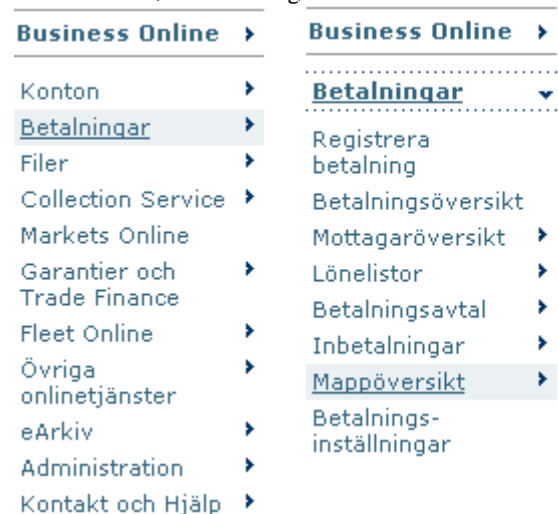 Business Online
Konton
Betalningar
Filer
Collection Service
Markets Online
Garantier och
Trade Finance
Fleet Online
Övriga
onlinetjänster
eArkiv
Administration
Kontakt och Hjälp
Business Online
Betalningar
Registrera
betalning
Betalningsöversikt
Mottagaröversikt
Lönelistor
Betalningsavtal
Inbetalningar
Mappöversikt
Betalnings-
inställningar